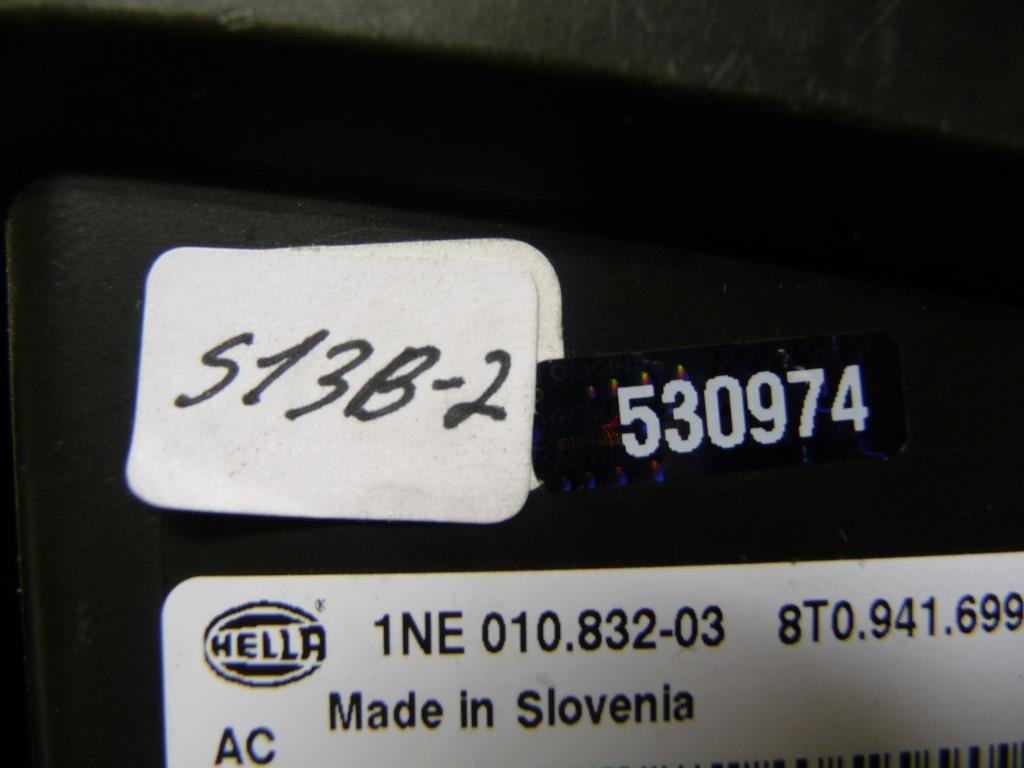 S13B-2
530974
HELLA
1NE 010.832-03 8T0.941.699
Made in Slovenia
AC